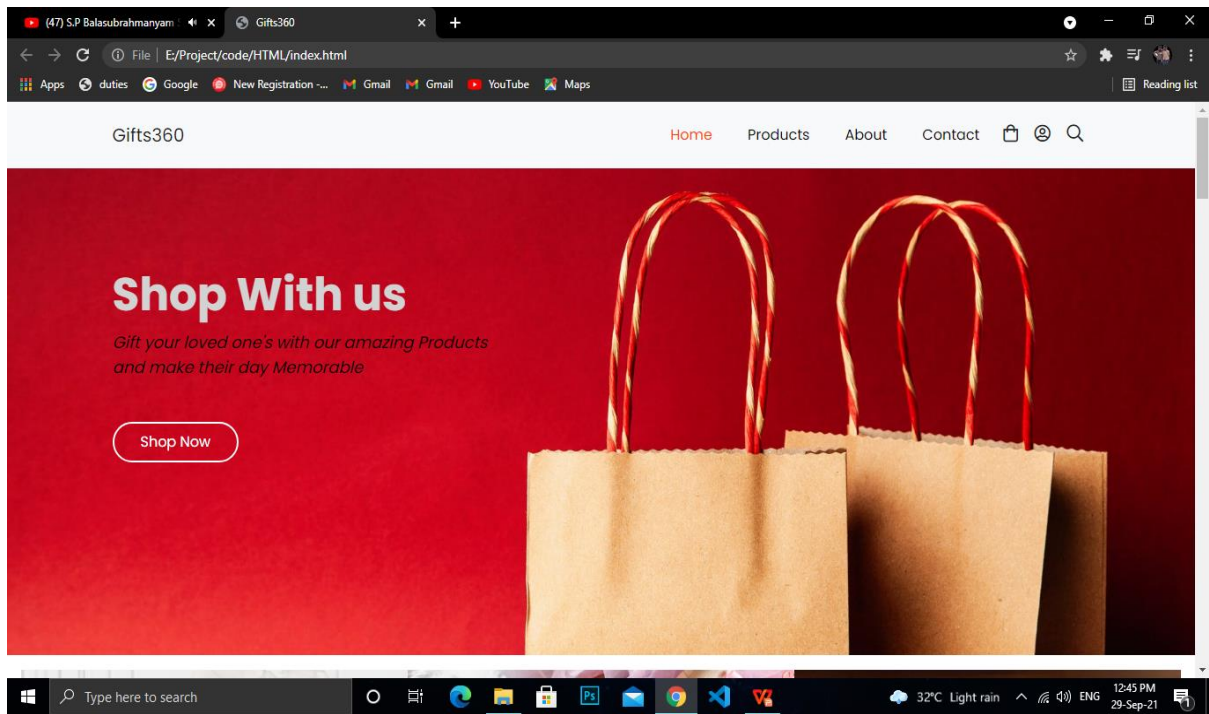 (47) S.P Balasubrahmanyam
Gifts360
File | E:/Project/code/HTML/index.html
Apps duties Google New Registration -... Gmail Gmail YouTube Maps Reading list
Gifts360 Home Products About Contact
Shop With us
Gift your loved one's with our amazing Products
and make their day Memorable
Shop Now
Type here to search Ps 32°C Light rain ENG 12:45 PM
29-Sep-21 1